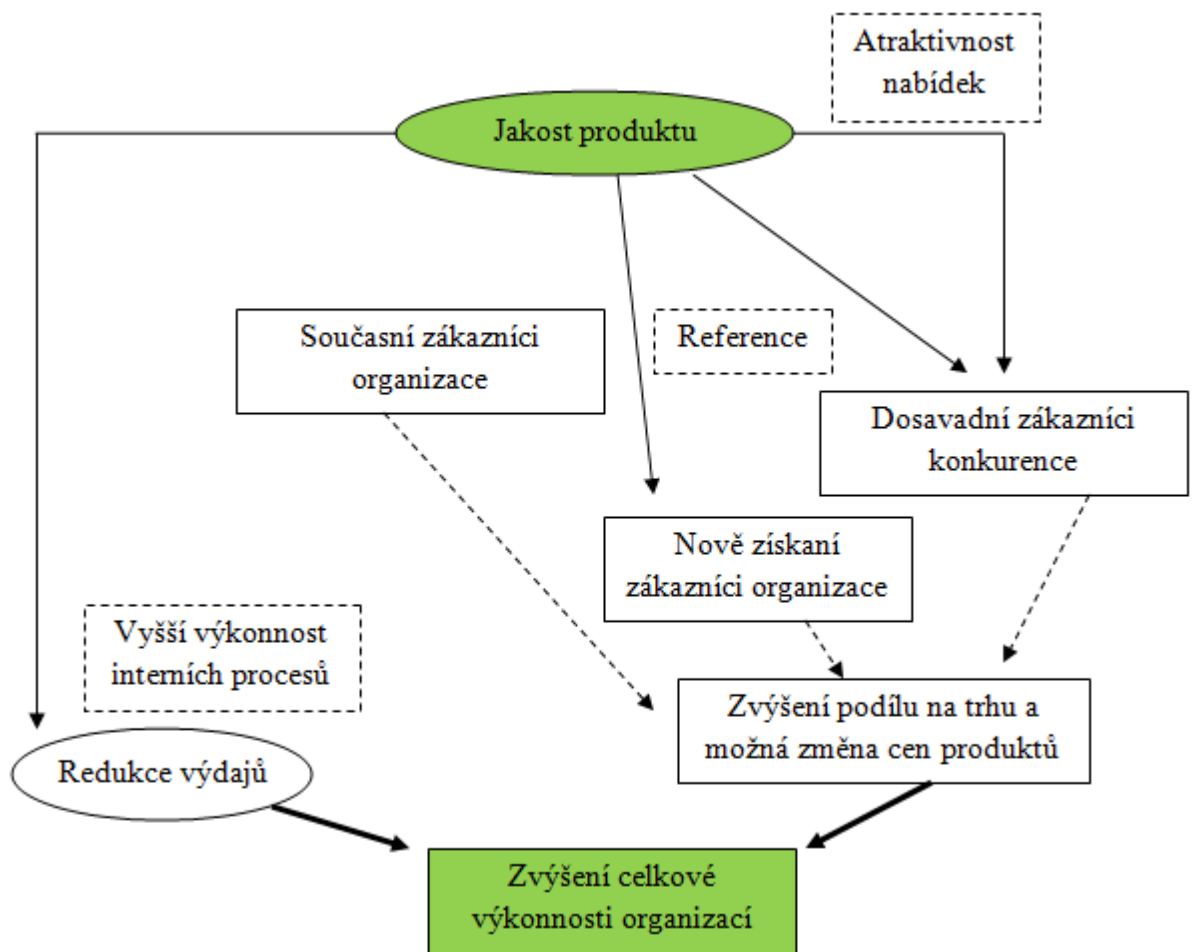 Atraktivnost
nabídek
Jakost produktu
Současní zákazníci
organizace
Reference
Dosavadní zákazníci
konkurence
Nově získaní
zákazníci organizace
Vyšší výkonnost
interních procesů
Zvýšení podílu na trhu a
možná změna cen produktů
Redukce výdajů
Zvýšení celkové
výkonnosti organizací